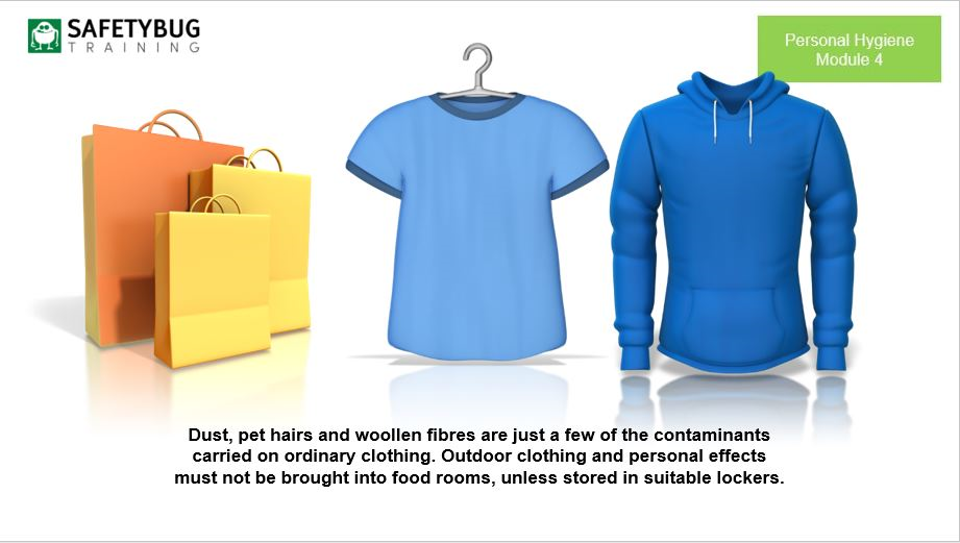 SAFETYBUG
TRAINING
Personal Hygiene
Module 4
Dust, pet hairs and woollen fibres are just a few of the contaminants
carried on ordinary clothing. Outdoor clothing and personal effects
must not be brought into food rooms, unless stored in suitable lockers.